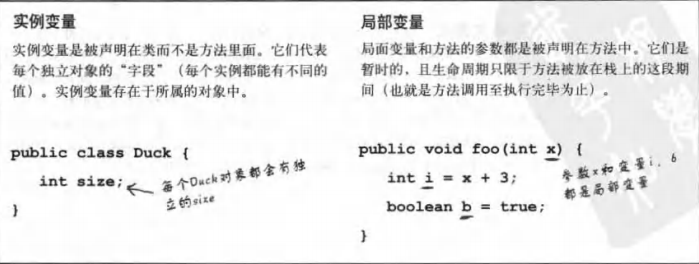 实例变量
实例变量是被声明在类而不是方法里面。它们代表
每个独立对象的“字段”（每个实例都能有不同的
值）。实例变量存在于所属的对象中。
public class Duck {
int size;
每个Duck对象都会有独
立的size
}
局部变量
局面变量和方法的参数都是被声明在方法中。它们是
暂时的，且生命周期只限于方法被放在栈上的这段期
间（也就是方法调用至执行完毕为止）。
public void foo(int x) {
int i = x + 3;
boolean b = true;
参数x和变量i、b
都是局部变量
}